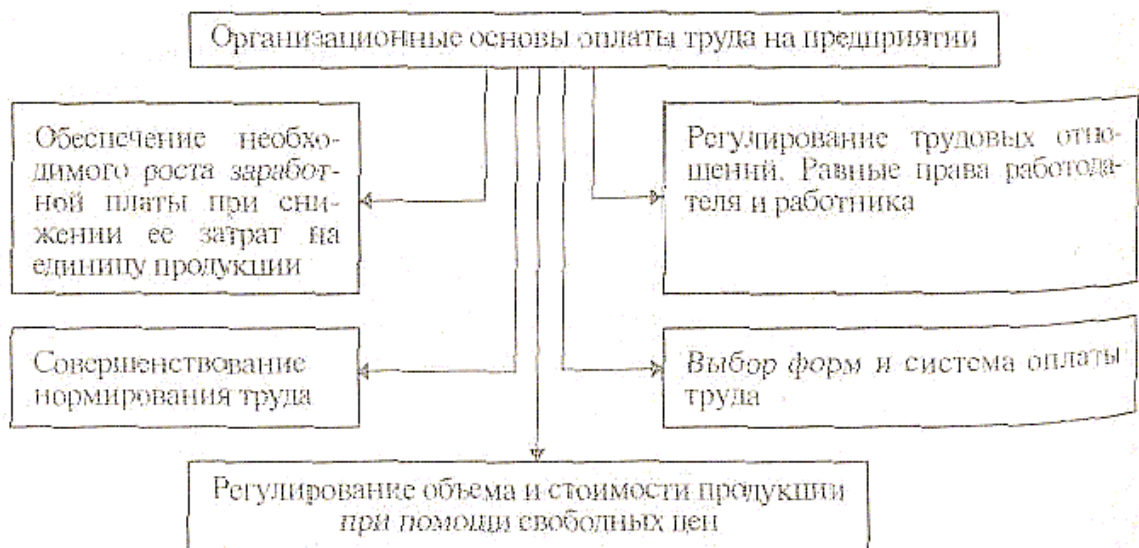 Организационные основы оплаты труда на предприятии
Обеспечение необхо-
димого роста заработ-
ной платы при сни-
жении ее затрат на
единицу продукции
Регулирование трудовых отно-
шений. Равные права работода-
теля и работника
Совершенствование
нормирования труда
Выбор форм и система оплаты
труда
Регулирование объема и стоимости продукции
при помощи свободных цен